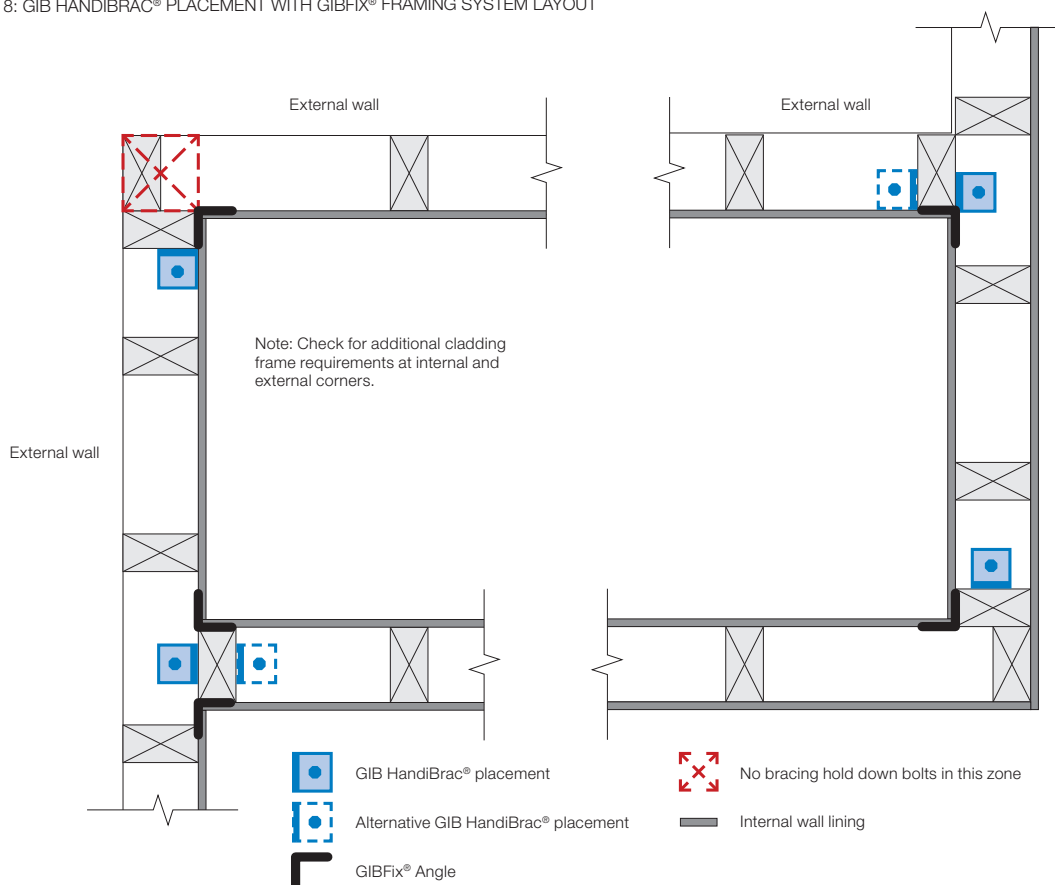 8: GIB HANDIBRAC® PLACEMENT WITH GIBFIX® FRAMING SYSTEM LAYOUT
External wall
External wall
Note: Check for additional cladding
frame requirements at internal and
external corners.
External wall
GIB HandiBrac® placement
No bracing hold down bolts in this zone
Alternative GIB HandiBrac® placement
Internal wall lining
GIBFix® Angle